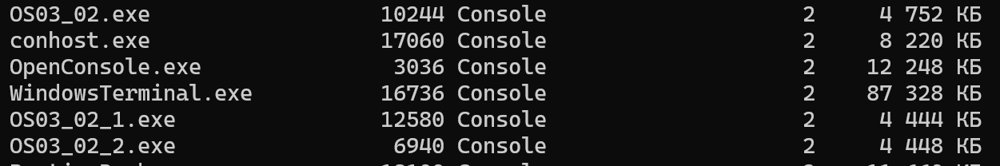 OS03_02.exe 10244 Console 2 4 752 КБ
conhost.exe 17060 Console 2 8 220 КБ
OpenConsole.exe 3036 Console 2 12 248 КБ
WindowsTerminal.exe 16736 Console 2 87 328 КБ
OS03_02_1.exe 12580 Console 2 4 444 КБ
OS03_02_2.exe 6940 Console 2 4 448 КБ